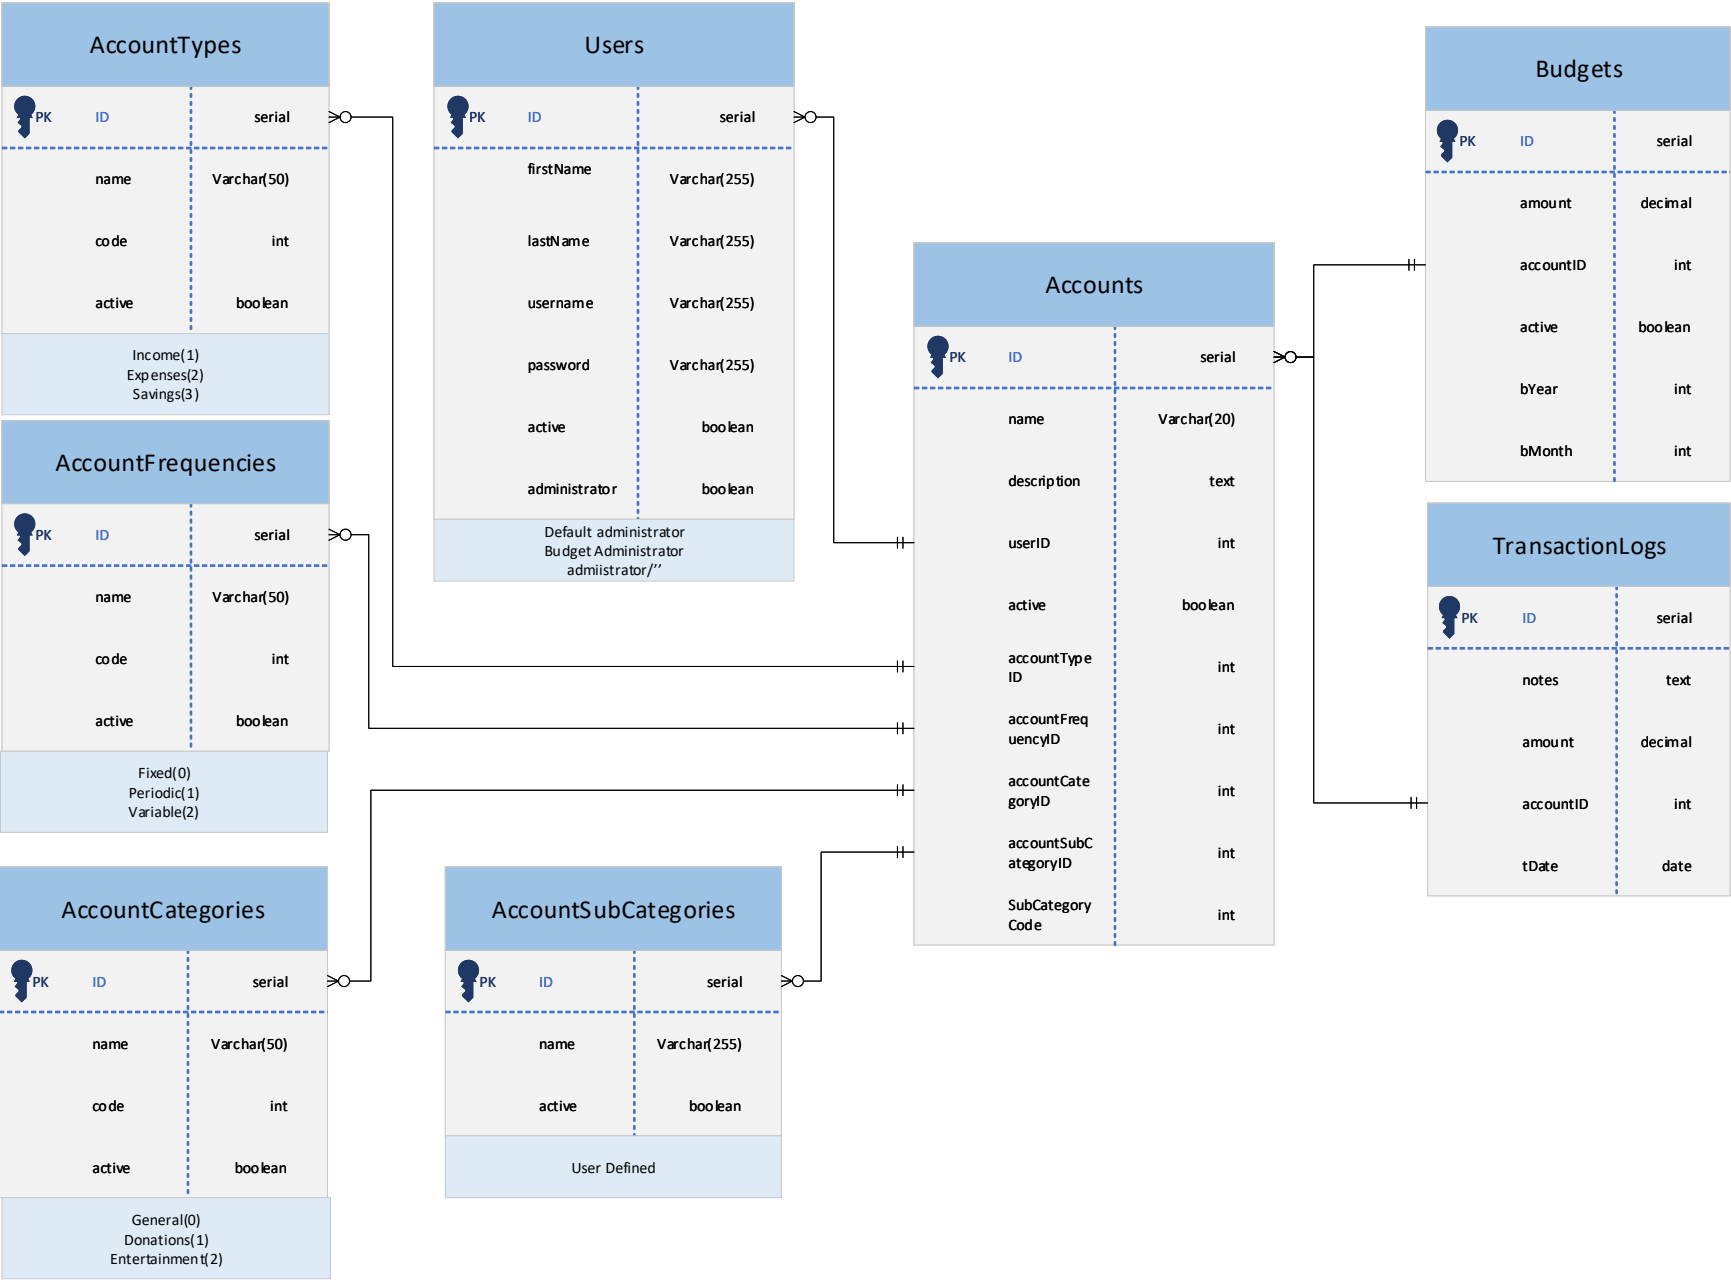 AccountTypes
PK ID serial
name Varchar(50)
code int
active boolean
Income(1)
Expenses(2)
Savings(3)
AccountFrequencies
PK ID serial
name Varchar(50)
code int
active boolean
Fixed(0)
Periodic(1)
Variable(2)
AccountCategories
PK ID serial
name Varchar(50)
code int
active boolean
General(0)
Donations(1)
Entertainment(2)
Users
PK ID serial
firstName Varchar(255)
lastName Varchar(255)
username Varchar(255)
password Varchar(255)
active boolean
administrator boolean
Default administrator
Budget Administrator
admiistrator/’’
AccountSubCategories
PK ID serial
name Varchar(255)
active boolean
User Defined
Accounts
PK ID serial
name Varchar(20)
description text
userID int
active boolean
accountType
ID int
accountFreq
uencyID int
accountCate
goryID int
accountSubC
ategoryID int
SubCategory
Code int
Budgets
PK ID serial
amount decimal
accountID int
active boolean
bYear int
bMonth int
TransactionLogs
PK ID serial
notes text
amount decimal
accountID int
tDate date